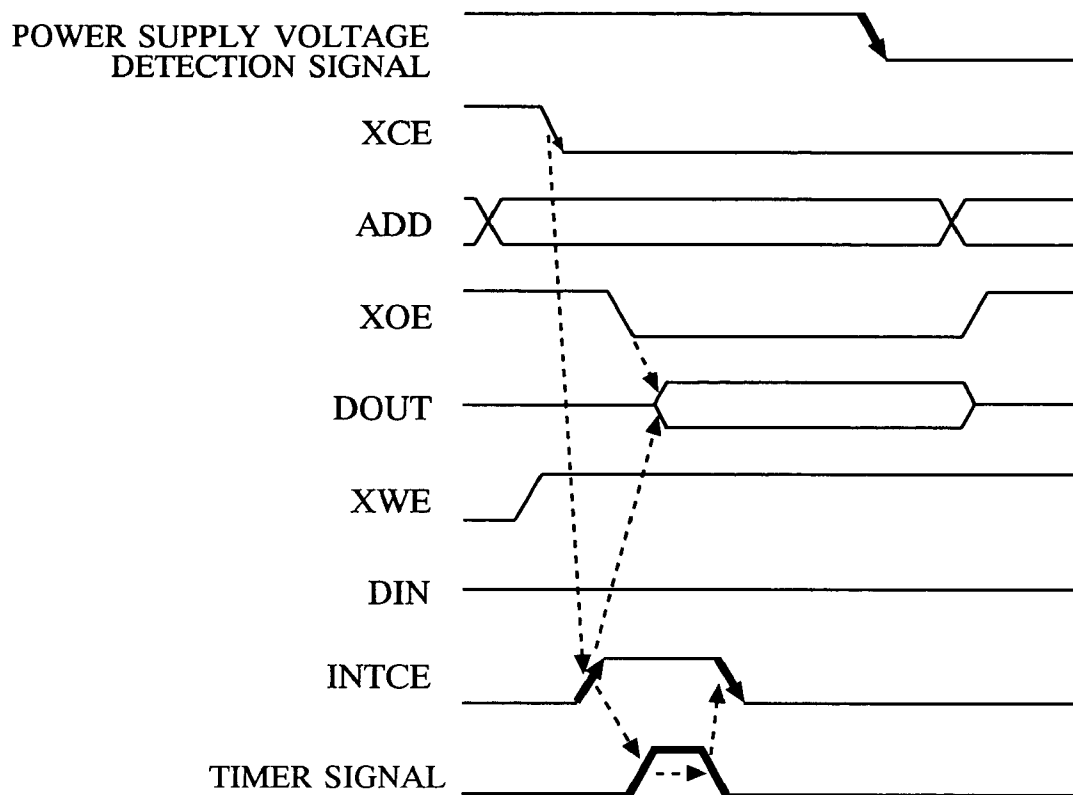 POWER SUPPLY VOLTAGE
DETECTION SIGNAL
XCE
ADD
XOE
DOUT
XWE
DIN
INTCE
TIMER SIGNAL